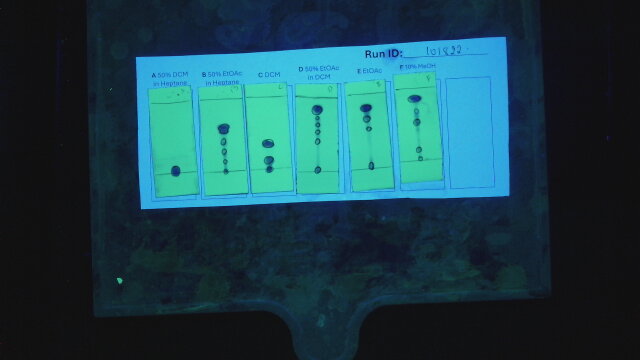 Run ID: 101832
A 50% DCM
in Heptane
B 50% EtOAc
in Heptane
C DCM
D 50% EtOAc
in DCM
E EtOAc
F 10% MeOH